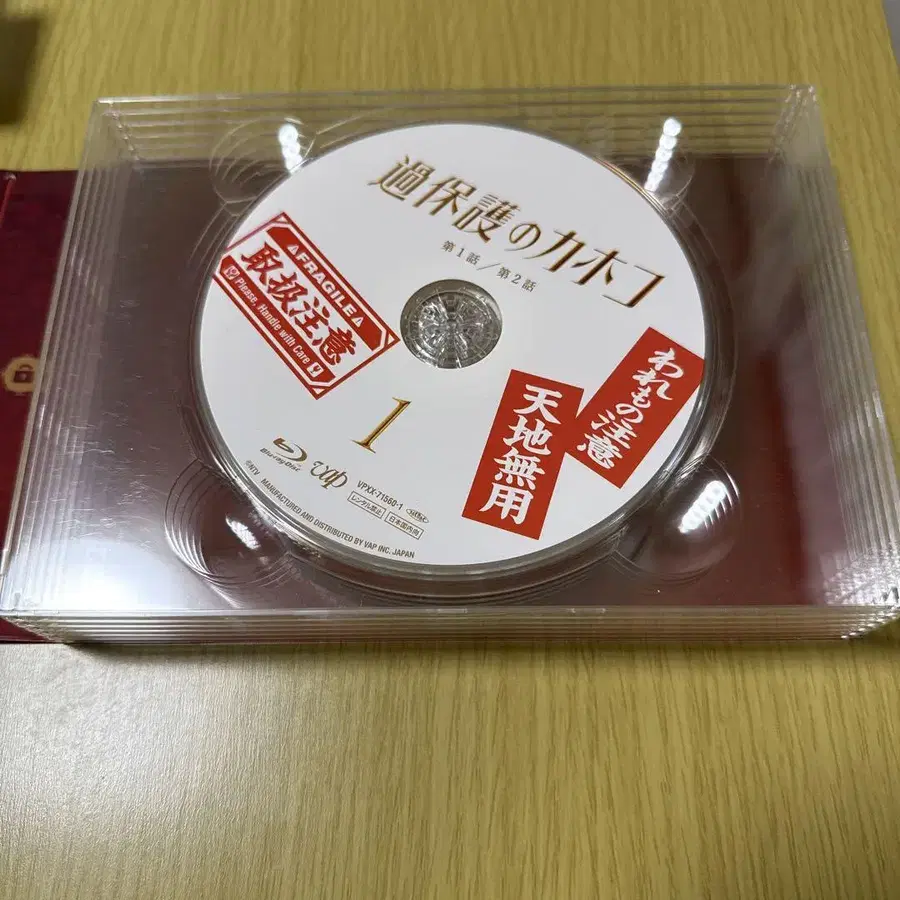 過保護のカホコ
第1話／第2話
FRAGILE
取扱注意
Please, Handle with Care
われもの注意
天地無用
1
Blu-ray Disc
vap
VPXX-71560-1
レンタル禁止
日本国内向
©NTV MANUFACTURED AND DISTRIBUTED BY VAP INC. JAPAN